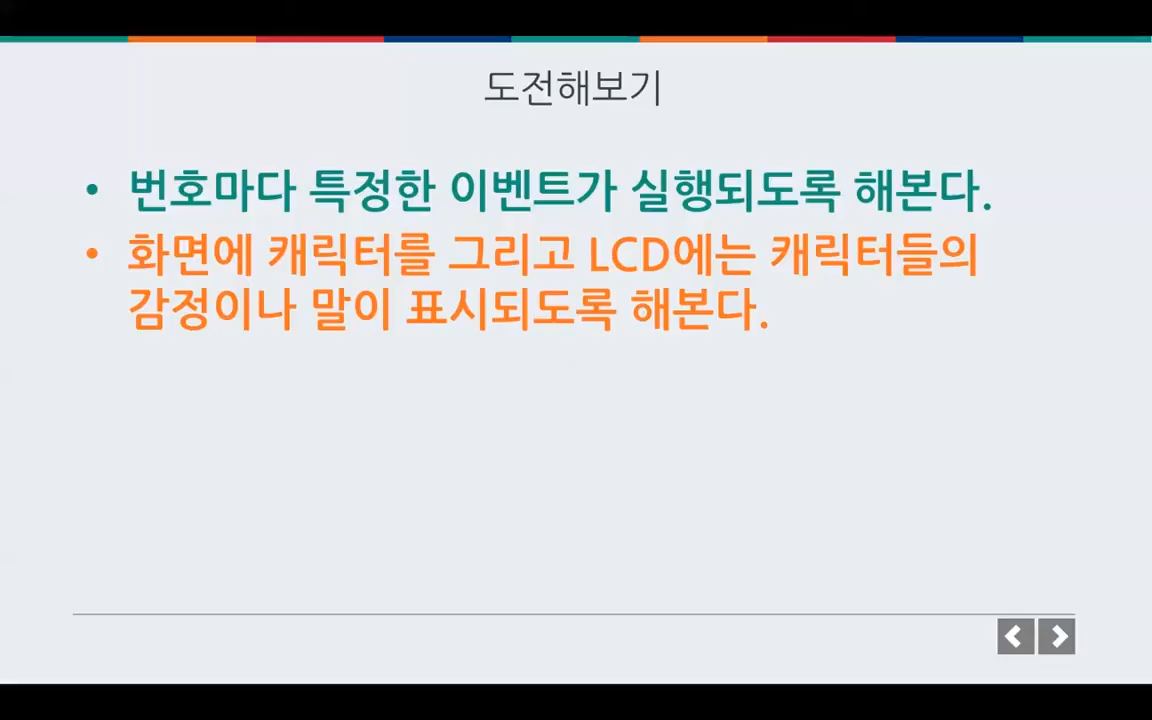 도전해보기
• 번호마다 특정한 이벤트가 실행되도록 해본다.
• 화면에 캐릭터를 그리고 LCD에는 캐릭터들의
감정이나 말이 표시되도록 해본다.